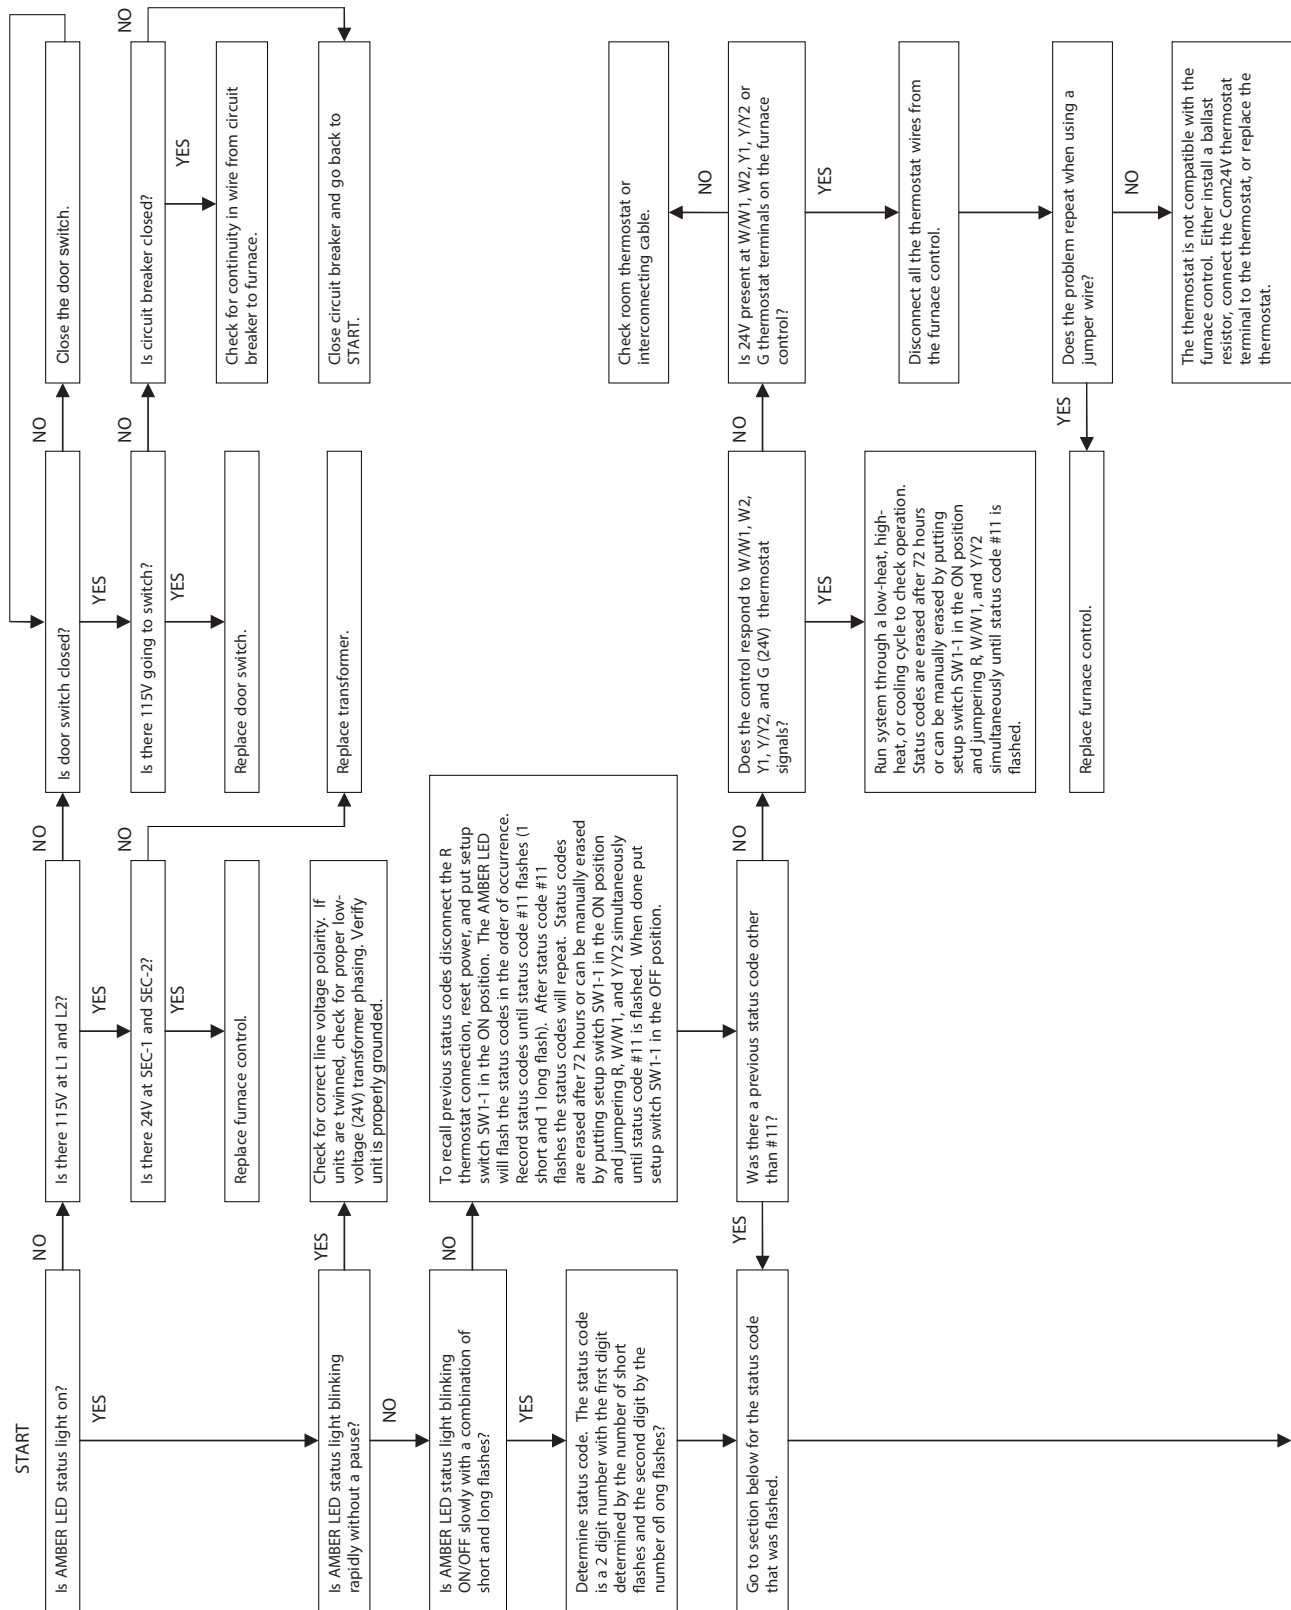 START
Is AMBER LED status light on?
NO
YES
Is there 115V at L1 and L2?
NO
YES
Is door switch closed?
NO
YES
Close the door switch.
Is there 24V at SEC-1 and SEC-2?
NO
YES
Is there 115V going to switch?
NO
YES
Is circuit breaker closed?
NO
YES
Replace furnace control.
Replace door switch.
Check for continuity in wire from circuit
breaker to furnace.
Replace transformer.
Close circuit breaker and go back to
START.
Is AMBER LED status light blinking
rapidly without a pause?
YES
NO
Check for correct line voltage polarity. If
units are twinned, check for proper low-
voltage (24V) transformer phasing. Verify
unit is properly grounded.
Is AMBER LED status light blinking
ON/OFF slowly with a combination of
short and long flashes?
NO
YES
To recall previous status codes disconnect the R
thermostat connection, reset power, and put setup
switch SW1-1 in the ON position. The AMBER LED
will flash the status codes in the order of occurrence.
Record status codes until status code #11 flashes (1
short and 1 long flash). After status code #11
flashes the status codes will repeat. Status codes
are erased after 72 hours or can be manually erased
by putting setup switch SW1-1 in the ON position
and jumpering R, W/W1, and Y/Y2 simultaneously
until status code #11 is flashed. When done put
setup switch SW1-1 in the OFF position.
Determine status code. The status code
is a 2 digit number with the first digit
determined by the number of short
flashes and the second digit by the
number ofl ong flashes?
Go to section below for the status code
that was flashed.
YES
Was there a previous status code other
than #11?
NO
Does the control respond to W/W1, W2,
Y1, Y/Y2, and G (24V) thermostat
signals?
NO
YES
Is 24V present at W/W1, W2, Y1, Y/Y2 or
G thermostat terminals on the furnace
control?
NO
YES
Check room thermostat or
interconnecting cable.
Run system through a low-heat, high-
heat, or cooling cycle to check operation.
Status codes are erased after 72 hours
or can be manually erased by putting
setup switch SW1-1 in the ON position
and jumpering R, W/W1, and Y/Y2
simultaneously until status code #11 is
flashed.
Disconnect all the thermostat wires from
the furnace control.
Replace furnace control.
YES
Does the problem repeat when using a
jumper wire?
NO
The thermostat is not compatible with the
furnace control. Either install a ballast
resistor, connect the Com24V thermostat
terminal to the thermostat, or replace the
thermostat.